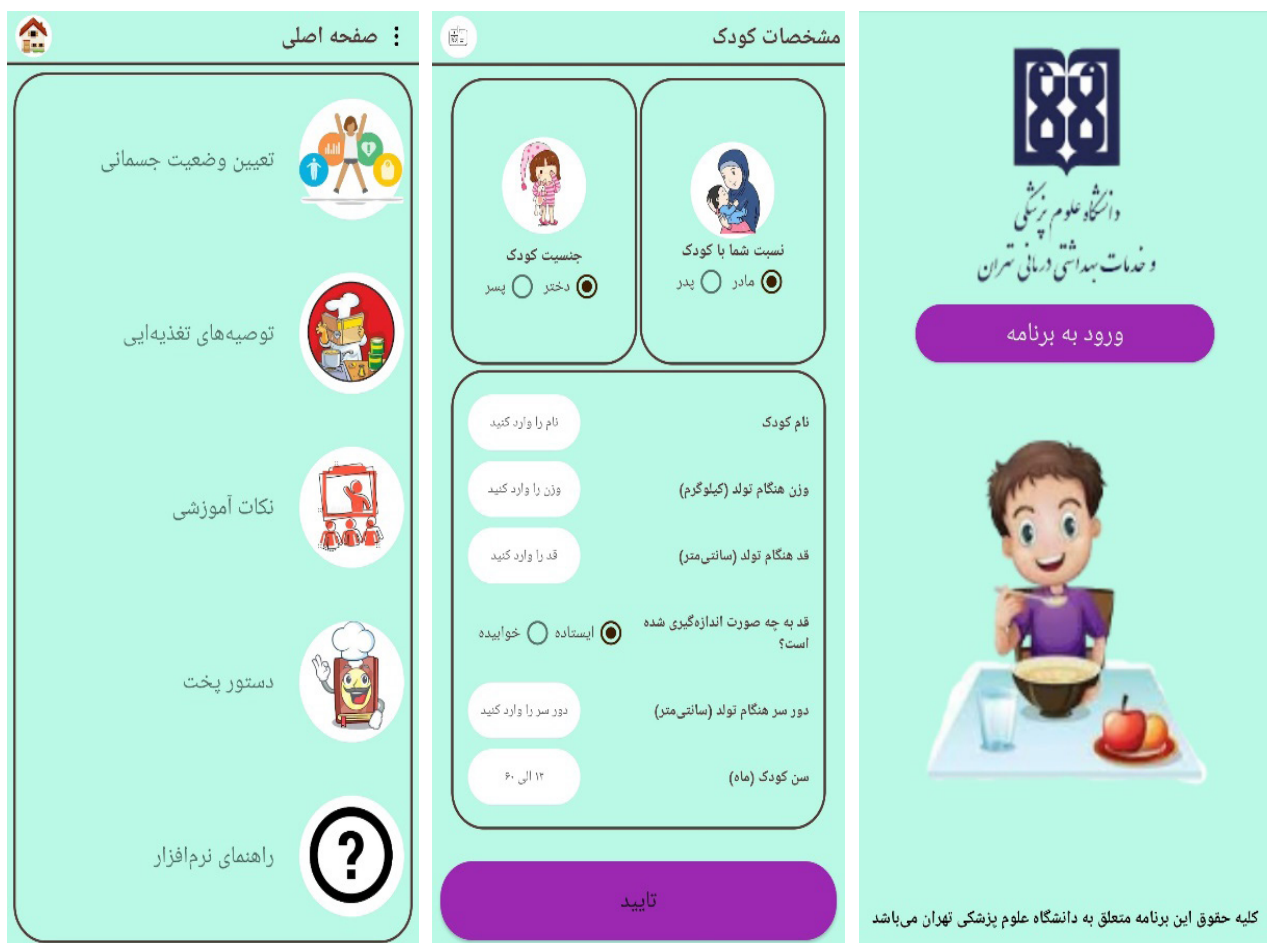 دانشگاه علوم پزشکی
و خدمات بهداشتی درمانی تهران
ورود به برنامه
کلیه حقوق این برنامه متعلق به دانشگاه علوم پزشکی تهران می‌باشد
مشخصات کودک
نسبت شما با کودک
مادر پدر
جنسیت کودک
دختر پسر
نام کودک
نام را وارد کنید
وزن هنگام تولد (کیلوگرم)
وزن را وارد کنید
قد هنگام تولد (سانتی‌متر)
قد را وارد کنید
قد به چه صورت اندازه‌گیری شده
است؟
ایستاده خوابیده
دور سر هنگام تولد (سانتی‌متر)
دور سر را وارد کنید
سن کودک (ماه)
۱۲ الی ۶۰
تایید
صفحه اصلی
تعیین وضعیت جسمانی
توصیه‌های تغذیه‌ایی
نکات آموزشی
دستور پخت
راهنمای نرم‌افزار
?